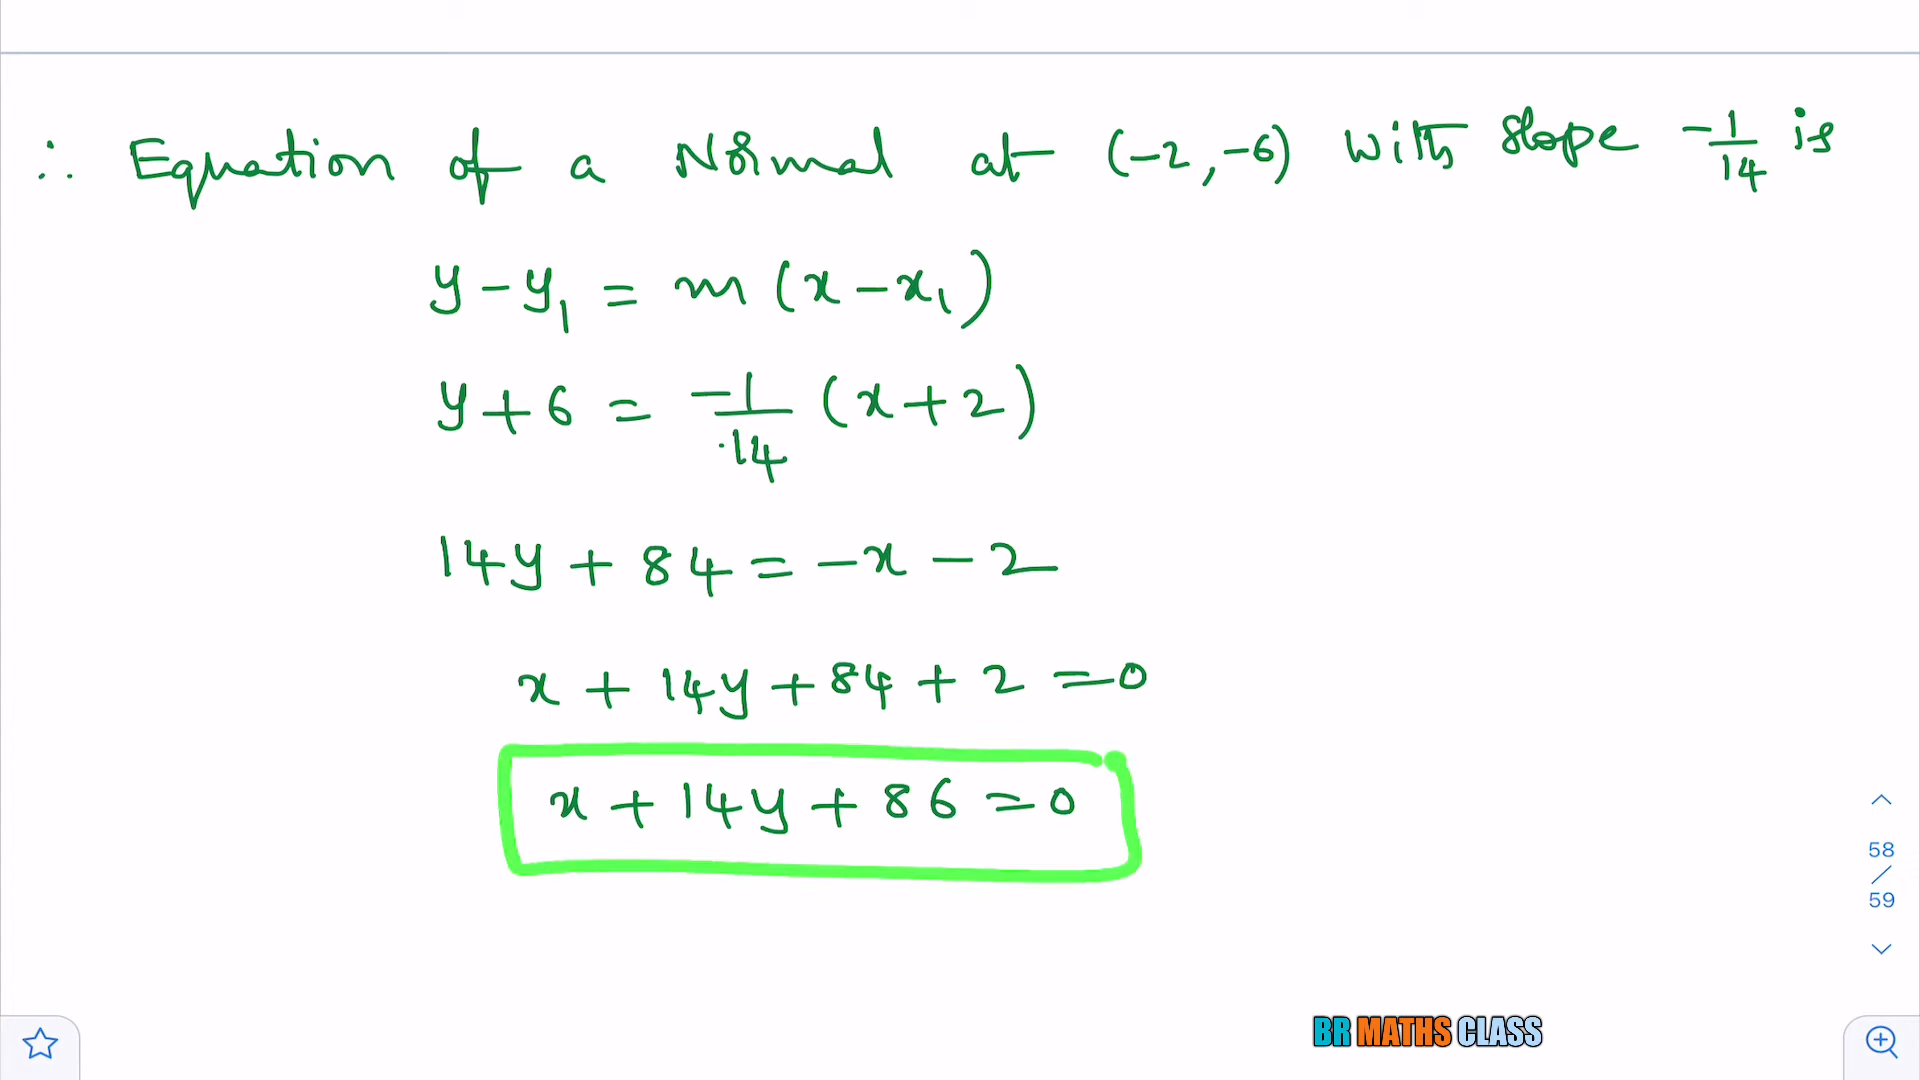 ∴ Equation of a Normal at (-2, -6) with slope -1/14 is
y - y₁ = m (x - x₁)
y + 6 = -1/14 (x + 2)
14y + 84 = -x - 2
x + 14y + 84 + 2 = 0
x + 14y + 86 = 0
58
/
59
BR MATHS CLASS